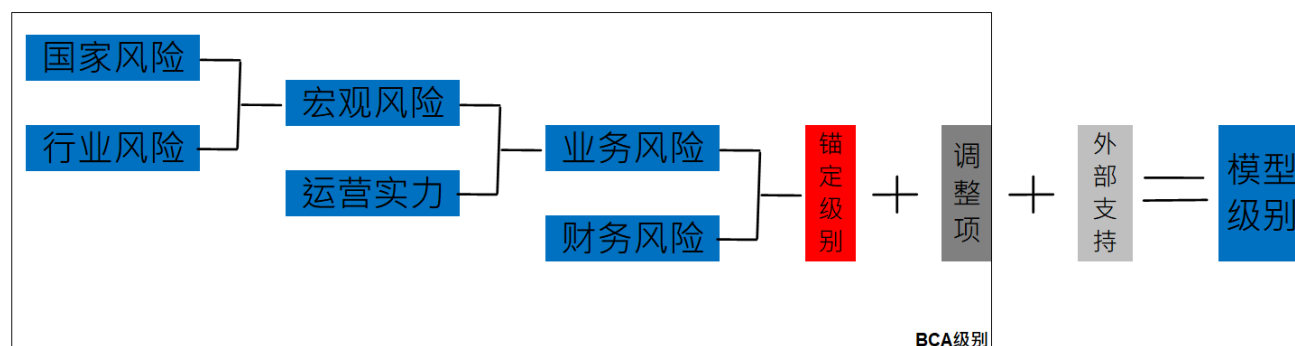 国家风险
行业风险
宏观风险
运营实力
业务风险
财务风险
锚定级别
+
调整项
+
外部支持
=
模型
级别
BCA级别